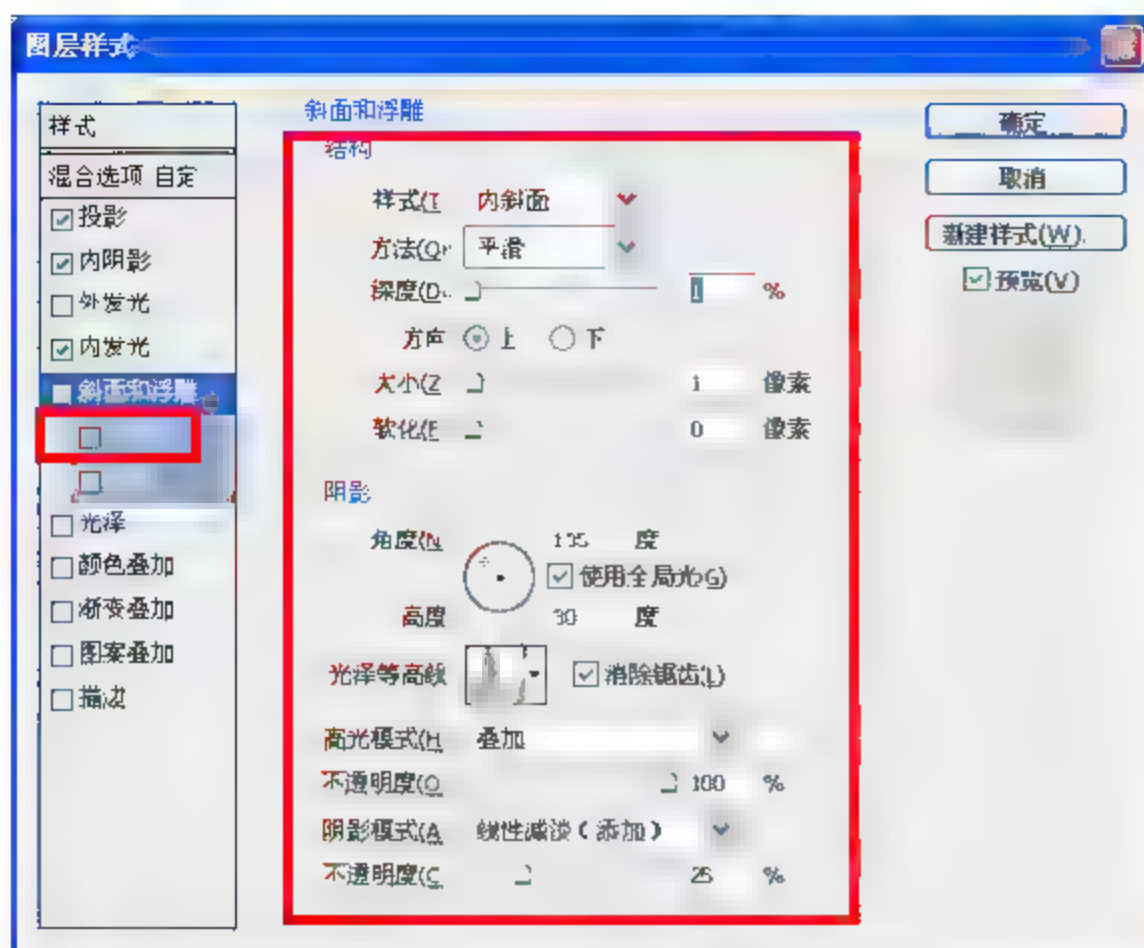 图层样式
样式
混合选项 自定
投影
内阴影
外发光
内发光
斜面和浮雕
光泽
颜色叠加
渐变叠加
图案叠加
描边
斜面和浮雕
结构
样式(T 内斜面
方法(Q 平滑
深度(D 1 %
方向 上 下
大小(Z 1 像素
软化(F 0 像素
阴影
角度(N 135 度
使用全局光(G)
高度 30 度
光泽等高线 消除锯齿(L)
高光模式(H 叠加
不透明度(O 100 %
阴影模式(A 线性减淡(添加)
不透明度(C 25 %
确定
取消
新建样式(W).
预览(V)